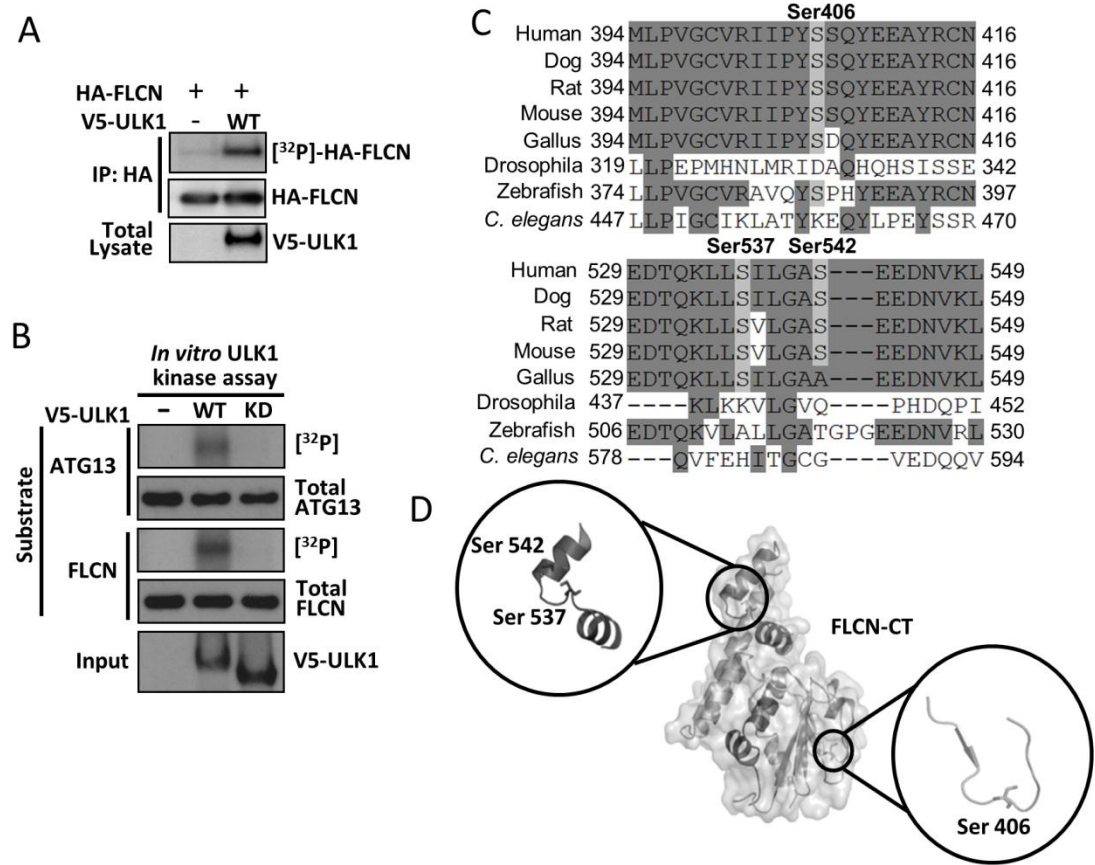 A
HA-FLCN + +
V5-ULK1 - WT
IP: HA
[³²P]-HA-FLCN
HA-FLCN
Total
Lysate
V5-ULK1
B
In vitro ULK1
kinase assay
V5-ULK1 – WT KD
Substrate
ATG13
[³²P]
Total
ATG13
FLCN
[³²P]
Total
FLCN
Input
V5-ULK1
C
Ser406
Human 394 MLPVGCVRIIPYSSQYEEAYRCN 416
Dog 394 MLPVGCVRIIPYSSQYEEAYRCN 416
Rat 394 MLPVGCVRIIPYSSQYEEAYRCN 416
Mouse 394 MLPVGCVRIIPYSSQYEEAYRCN 416
Gallus 394 MLPVGCVRIIPYSDQYEEAYRCN 416
Drosophila 319 LLPEPMHNLMRIDAQHQHSISSE 342
Zebrafish 374 LLPVGCVRAVQYSPHYEEAYRCN 397
C. elegans 447 LLPIGCIKLATYKEQYLPEYSSR 470
Ser537 Ser542
Human 529 EDTQKLLSILGAS---EEDNVKL 549
Dog 529 EDTQKLLSILGAS---EEDNVKL 549
Rat 529 EDTQKLLSVLGAS---EEDNVKL 549
Mouse 529 EDTQKLLSVLGAS---EEDNVKL 549
Gallus 529 EDTQKLLSILGAA---EEDNVKL 549
Drosophila 437 ----KLKKVLGVQ----PHDQPI 452
Zebrafish 506 EDTQKVLALLGATGPGEEDNVRL 530
C. elegans 578 ---QVFEHITGCG----VEDQQV 594
D
Ser 542
Ser 537
FLCN-CT
Ser 406